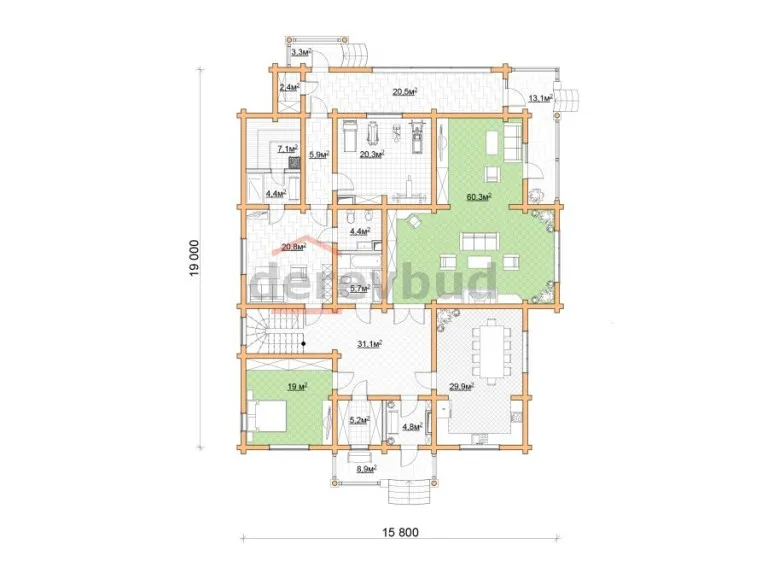 3,3м²
2,4м²
20,5м²
13,1м²
7,1м²
5,9м²
20,3м²
4,4м²
60,3м²
4,4м²
20,8м²
derevbud
5,7м²
19 000
31,1м²
19 м²
29,9м²
5,2м²
4,8м²
8,9м²
15 800